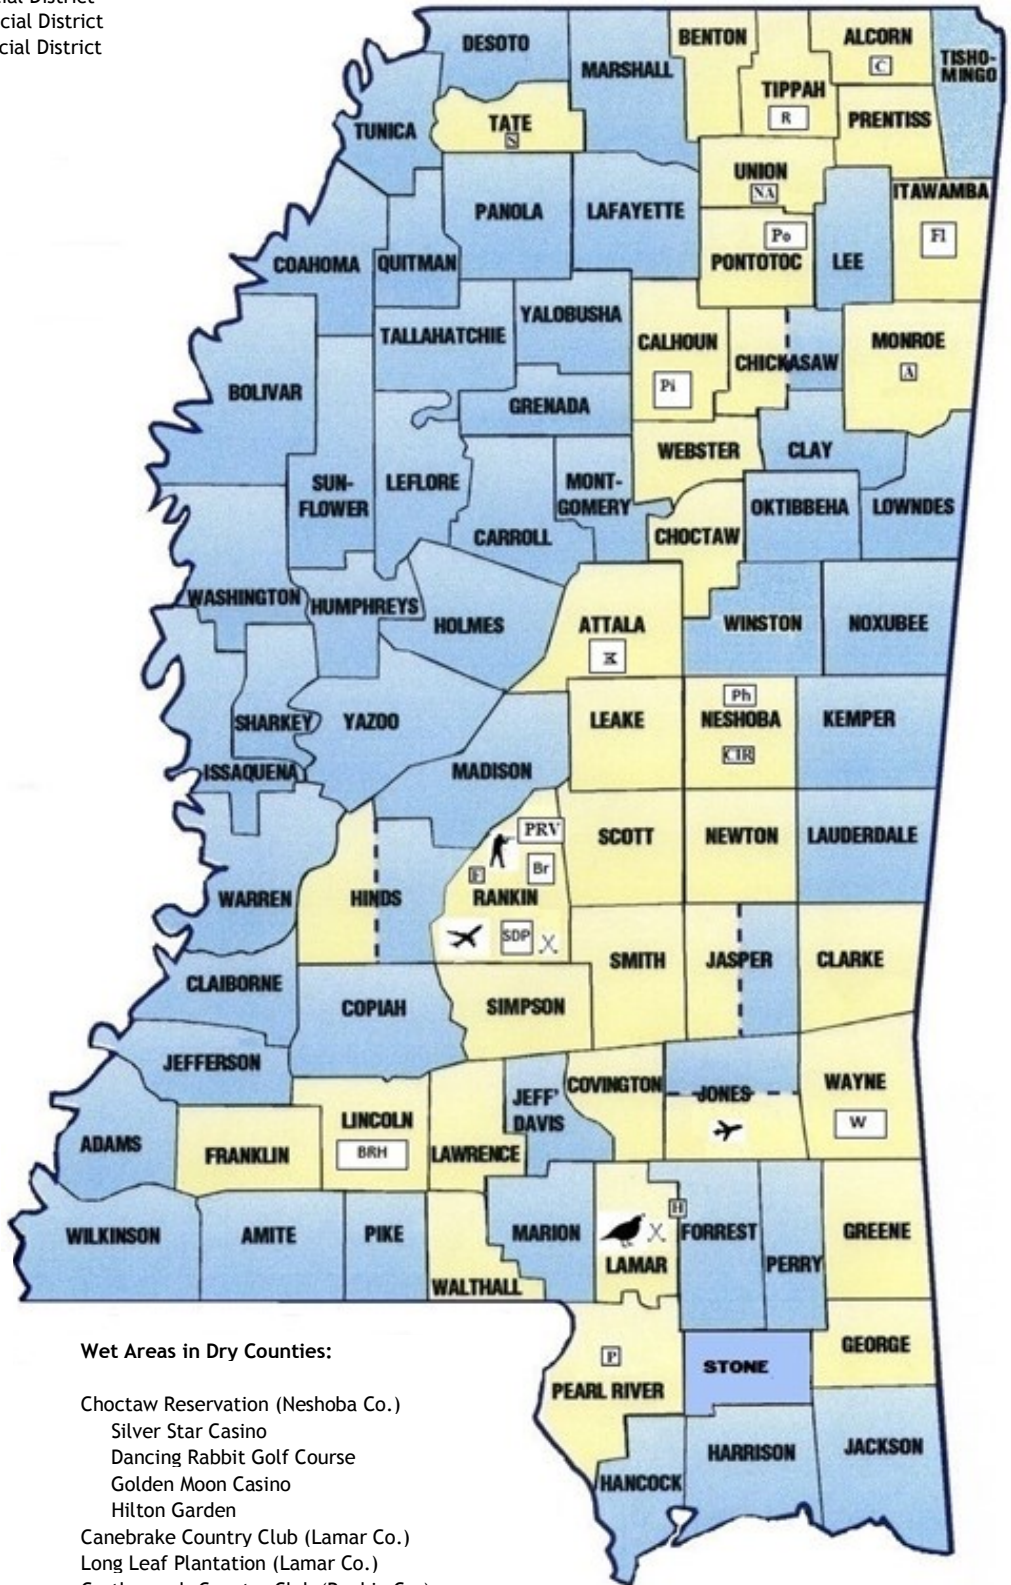 cial District
cial District
DESOTO
MARSHALL
BENTON
ALCORN
C
TISHO-
MINGO
TIPPAH
R
PRENTISS
TUNICA
TATE
S
UNION
NA
ITAWAMBA
Fl
PANOLA
LAFAYETTE
Po
PONTOTOC
LEE
COAHOMA
QUITMAN
TALLAHATCHIE
YALOBUSHA
CALHOUN
Pi
CHICKASAW
MONROE
A
BOLIVAR
GRENADA
WEBSTER
CLAY
SUN-
FLOWER
LEFLORE
MONT-
GOMERY
OKTIBBEHA
LOWNDES
CARROLL
CHOCTAW
WASHINGTON
HUMPHREYS
HOLMES
ATTALA
K
WINSTON
NOXUBEE
SHARKEY
YAZOO
LEAKE
Ph
NESHOBA
CIR
KEMPER
ISSAQUENA
MADISON
PRV
SCOTT
NEWTON
LAUDERDALE
F
Br
WARREN
HINDS
RANKIN
SDP
SMITH
JASPER
CLARKE
CLAIBORNE
COPIAH
SIMPSON
JEFFERSON
JEFF'
DAVIS
COVINGTON
JONES
WAYNE
W
ADAMS
FRANKLIN
LINCOLN
BRH
LAWRENCE
WILKINSON
AMITE
PIKE
WALTHALL
MARION
LAMAR
H
FORREST
PERRY
GREENE
P
PEARL RIVER
STONE
GEORGE
HANCOCK
HARRISON
JACKSON
Wet Areas in Dry Counties:
Choctaw Reservation (Neshoba Co.)
Silver Star Casino
Dancing Rabbit Golf Course
Golden Moon Casino
Hilton Garden
Canebrake Country Club (Lamar Co.)
Long Leaf Plantation (Lamar Co.)